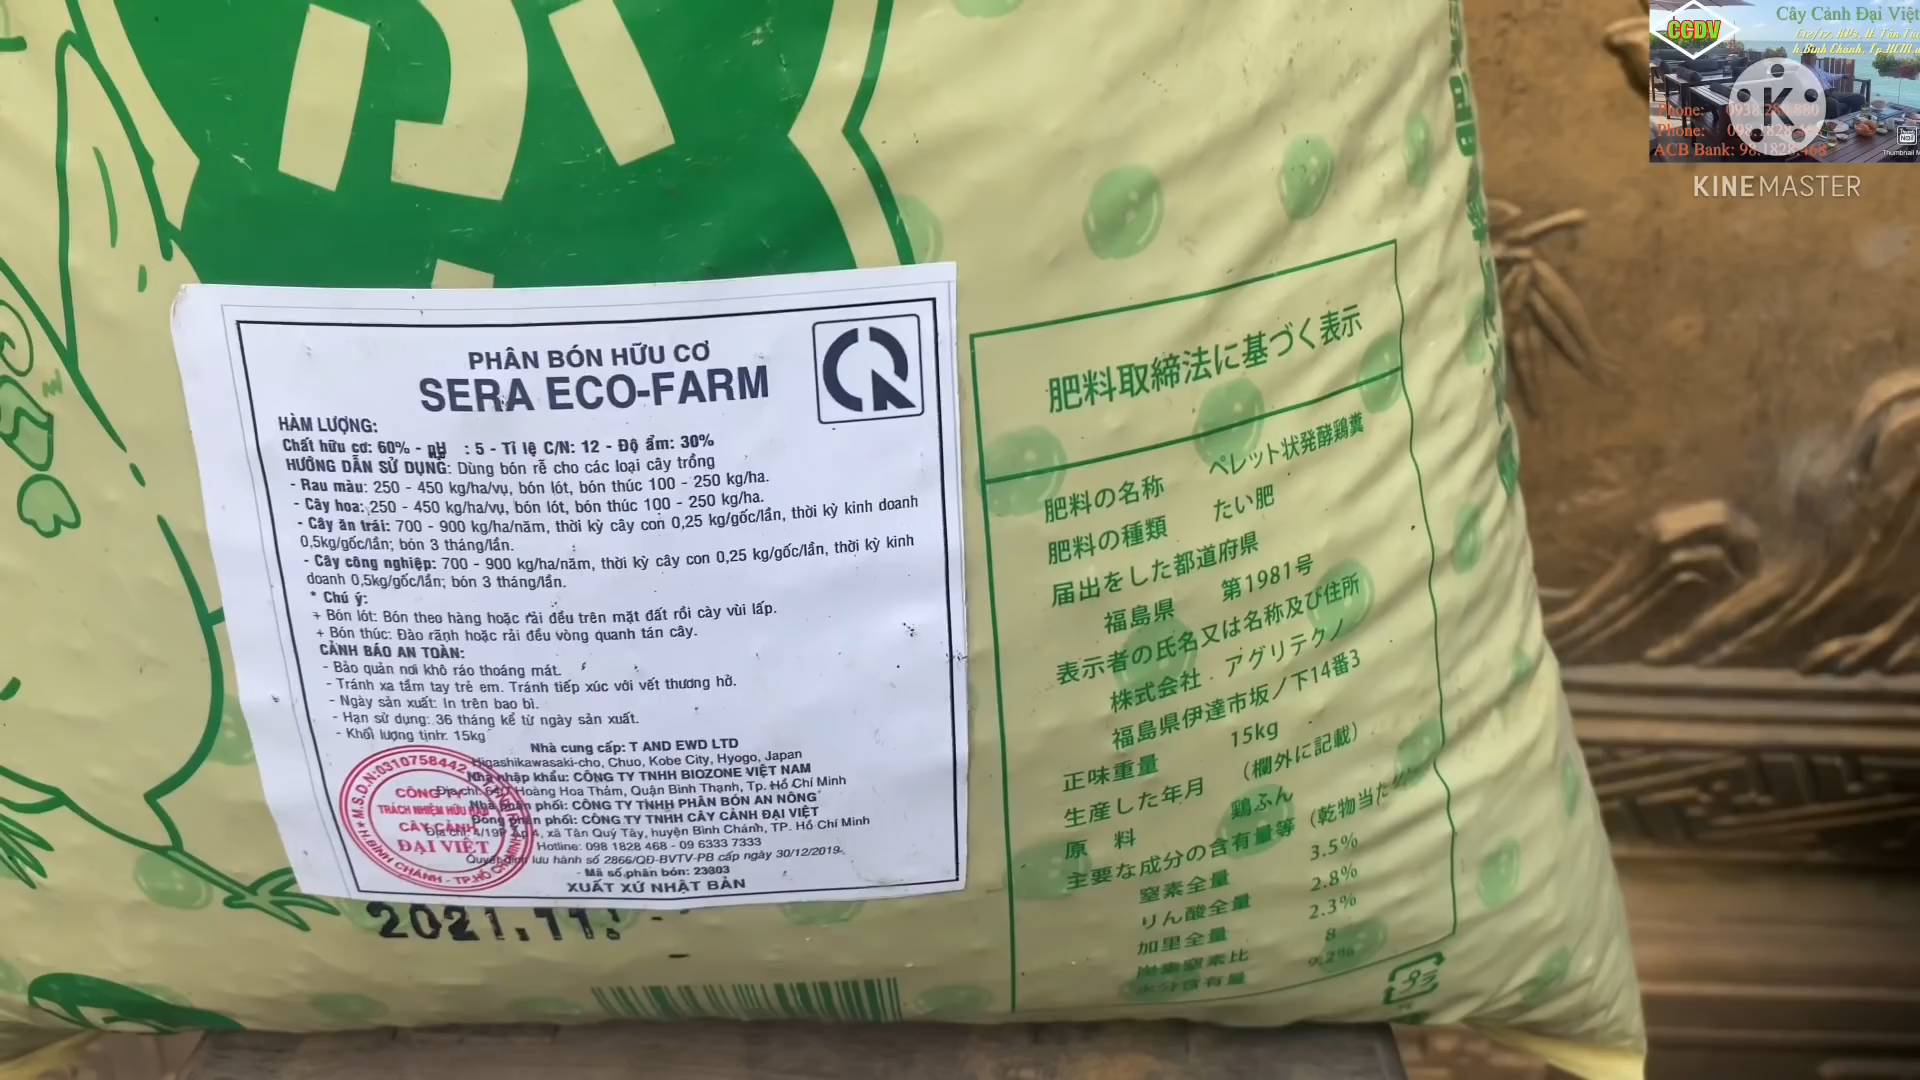 CCDV
Cây Cảnh Đại Việt
Phone:
Phone:
ACB Bank: 98.1828.468
K
KINEMASTER
PHÂN BÓN HỮU CƠ
SERA ECO-FARM
HÀM LƯỢNG:
Chất hữu cơ: 60% - pH : 5 - Tỉ lệ C/N: 12 - Độ ẩm: 30%
HƯỚNG DẪN SỬ DỤNG: Dùng bón rễ cho các loại cây trồng
- Rau màu: 250 - 450 kg/ha/vụ, bón lót, bón thúc 100 - 250 kg/ha.
- Cây hoa: 250 - 450 kg/ha/vụ, bón lót, bón thúc 100 - 250 kg/ha.
- Cây ăn trái: 700 - 900 kg/ha/năm, thời kỳ cây con 0,25 kg/gốc/lần, thời kỳ kinh doanh
0,5kg/gốc/lần; bón 3 tháng/lần.
- Cây công nghiệp: 700 - 900 kg/ha/năm, thời kỳ cây con 0,25 kg/gốc/lần, thời kỳ kinh
doanh 0,5kg/gốc/lần; bón 3 tháng/lần.
* Chú ý:
+ Bón lót: Bón theo hàng hoặc rải đều trên mặt đất rồi cày vùi lấp.
+ Bón thúc: Đào rãnh hoặc rải đều vòng quanh tán cây.
CẢNH BÁO AN TOÀN:
- Bảo quản nơi khô ráo thoáng mát.
- Tránh xa tầm tay trẻ em. Tránh tiếp xúc với vết thương hở.
- Ngày sản xuất: In trên bao bì.
- Hạn sử dụng: 36 tháng kể từ ngày sản xuất.
- Khối lượng tịnh: 15kg
Nhà cung cấp: T AND EWD LTD
Higashikawasaki-cho, Chuo, Kobe City, Hyogo, Japan
Nhà nhập khẩu: CÔNG TY TNHH BIOZONE VIỆT NAM
Địa chỉ: Hoàng Hoa Thám, Quận Bình Thạnh, Tp. Hồ Chí Minh
Nhà phân phối: CÔNG TY TNHH PHÂN BÓN AN NÔNG
Đồng phân phối: CÔNG TY TNHH CÂY CẢNH ĐẠI VIỆT
Địa chỉ: 4/19P Ấp 4, xã Tân Quý Tây, huyện Bình Chánh, TP. Hồ Chí Minh
Hotline: 098 1828 468 - 09 6333 7333
Quyết định lưu hành số 2866/QĐ-BVTV-PB cấp ngày 30/12/2019
- Mã số phân bón: 23303
XUẤT XỨ NHẬT BẢN
M.S.D.N:0310758442
CÔNG TY
TRÁCH NHIỆM HỮU HẠN
CÂY CẢNH
ĐẠI VIỆT
H.BÌNH CHÁNH - TP.HỒ CHÍ MINH
2021.11.
肥料取締法に基づく表示
肥料の名称 ペレット状発酵鶏糞
肥料の種類 たい肥
届出をした都道府県
福島県 第1981号
表示者の氏名又は名称及び住所
株式会社 アグリテクノ
福島県伊達市坂ノ下14番3
正味重量 15kg
生産した年月 (欄外に記載)
原 料 鶏ふん
主要な成分の含有量等 (乾物当たり)
窒素全量 3.5%
りん酸全量 2.8%
加里全量 2.3%
炭素窒素比 8
水分含有量 9.2%
プラ